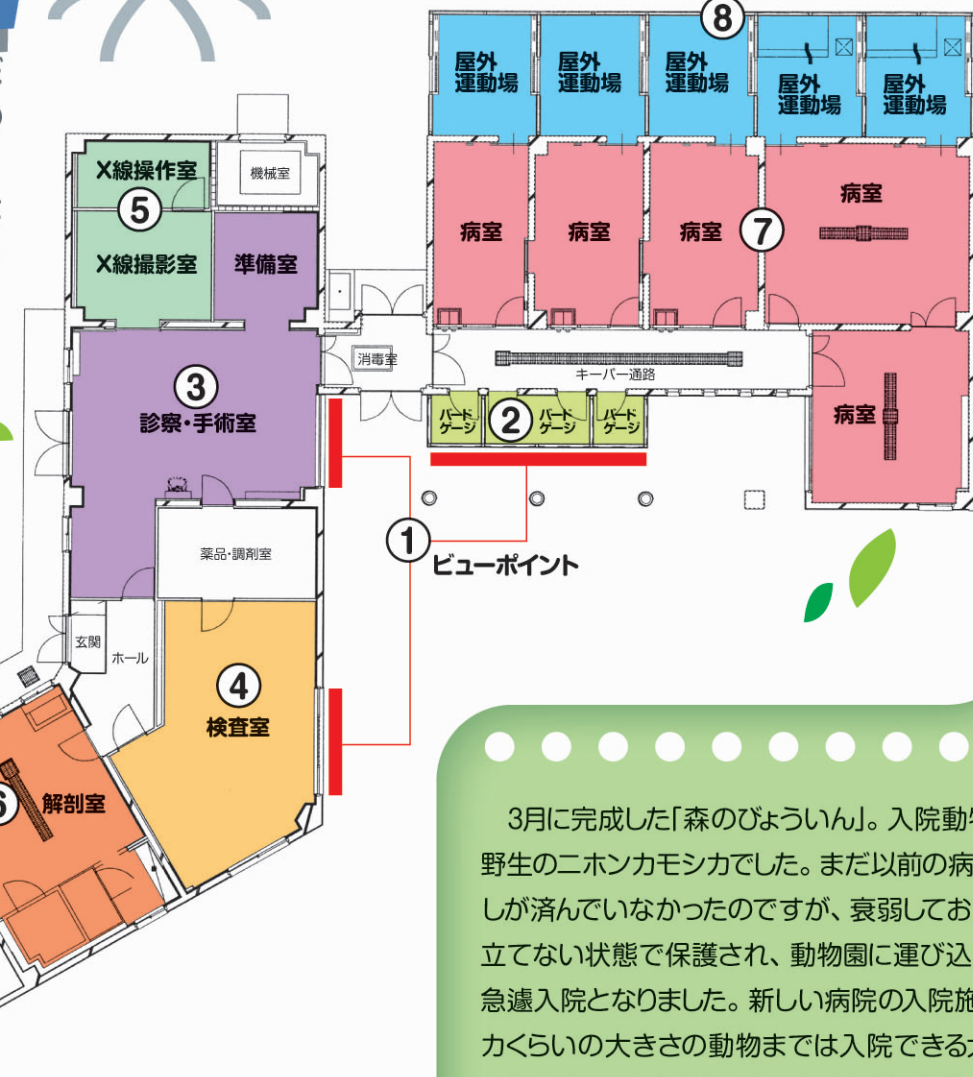 ⑧
屋外
運動場
屋外
運動場
屋外
運動場
屋外
運動場
屋外
運動場
X線操作室
⑤
X線撮影室
機械室
準備室
病室
病室
病室
⑦
病室
病室
消毒室
キーパー通路
③
診察・手術室
バード
ケージ
②
バード
ケージ
バード
ケージ
①
ビューポイント
薬品・調剤室
玄関
ホール
④
検査室
⑥
解剖室
3月に完成した「森のびょういん」。入院動
野生のニホンカモシカでした。まだ以前の病
しが済んでいなかったのですが、衰弱してお
立てない状態で保護され、動物園に運び込
急遽入院となりました。新しい病院の入院施
カくらいの大きさの動物までは入院できる